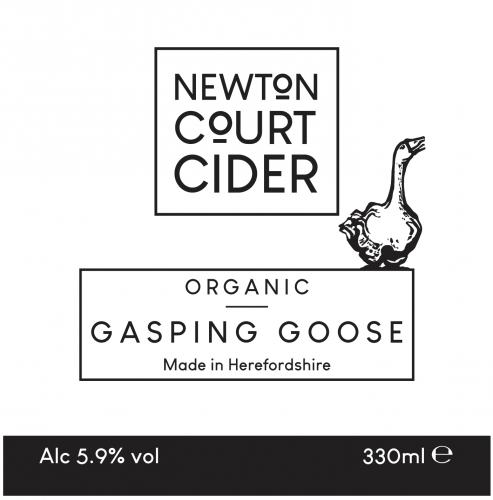 NEWTON
COURT
CIDER
ORGANIC
GASPING GOOSE
Made in Herefordshire
Alc 5.9% vol
330ml ℮